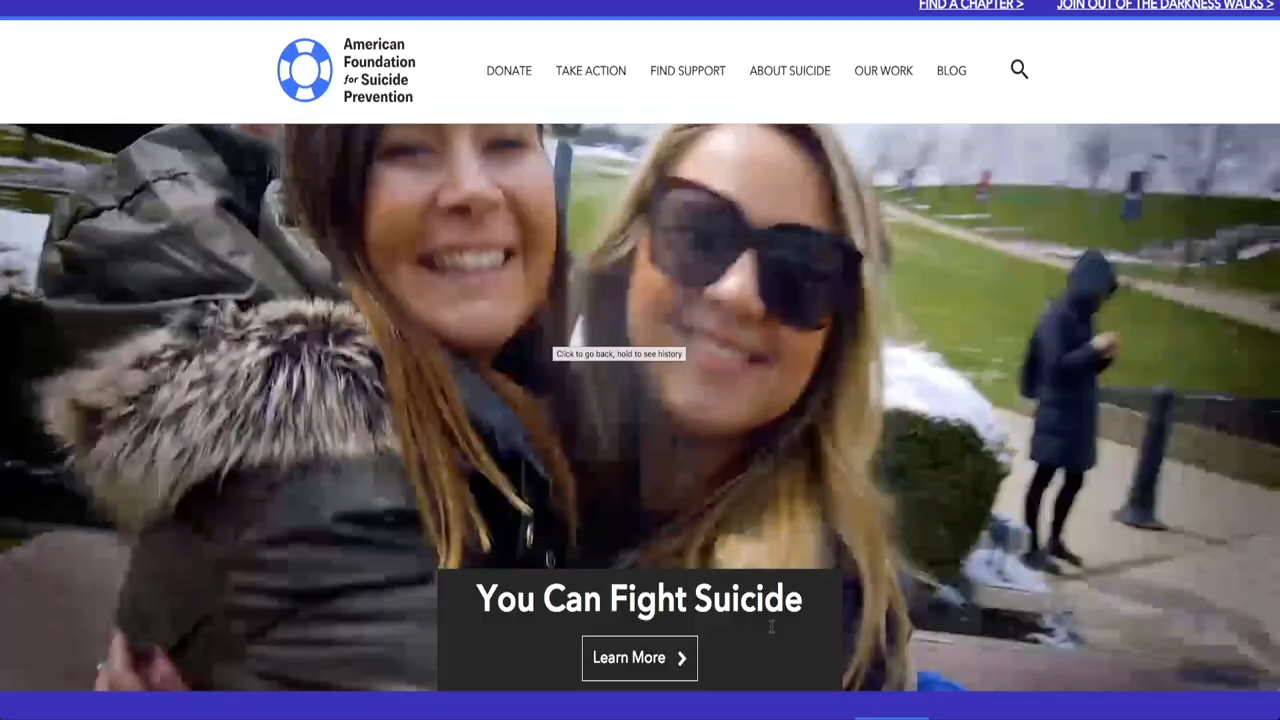 FIND A CHAPTER >
JOIN OUT OF THE DARKNESS WALKS >
American
Foundation
for Suicide
Prevention
DONATE
TAKE ACTION
FIND SUPPORT
ABOUT SUICIDE
OUR WORK
BLOG
Click to go back, hold to see history
You Can Fight Suicide
Learn More